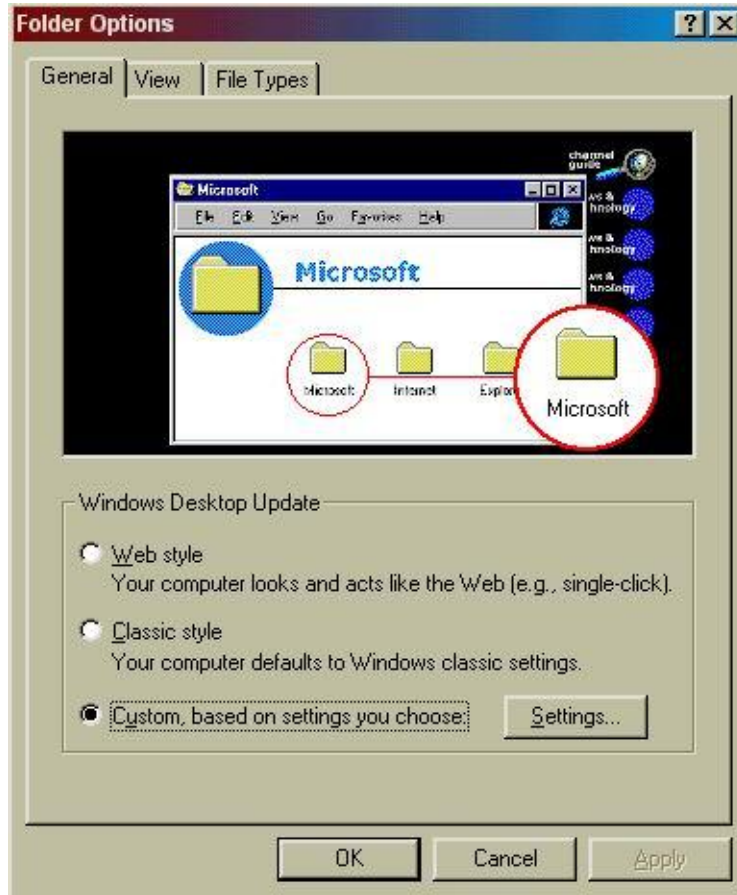 Folder Options
General View File Types
channel
guide
Microsoft
File Edit View Go Favorites Help
Microsoft
Microsoft Internet
Microsoft
Windows Desktop Update
Web style
Your computer looks and acts like the Web (e.g., single-click).
Classic style
Your computer defaults to Windows classic settings.
Custom, based on settings you choose:
Settings...
OK Cancel Apply